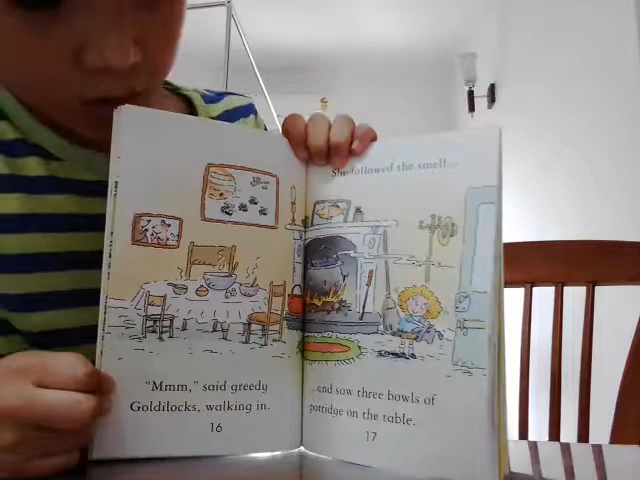 "Mmm," said greedy
Goldilocks, walking in.
16
She followed the smell...
...and saw three bowls of
porridge on the table.
17